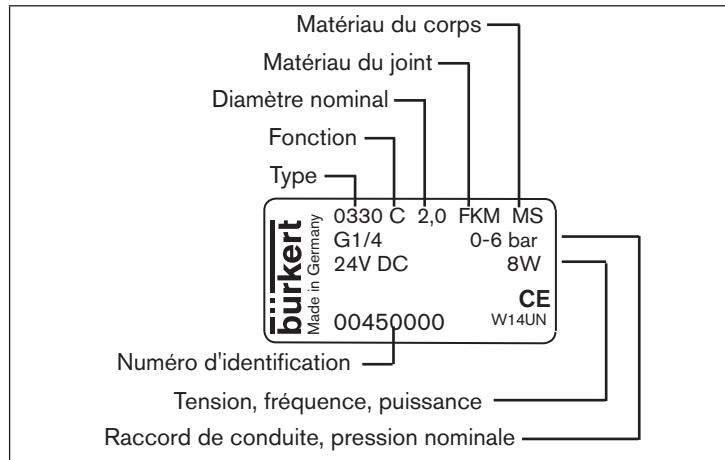 Matériau du corps
Matériau du joint
Diamètre nominal
Fonction
Type
0330 C 2,0 FKM MS
G1/4 0-6 bar
24V DC 8W
CE
00450000 W14UN
bürkert
Made in Germany
Numéro d'identification
Tension, fréquence, puissance
Raccord de conduite, pression nominale